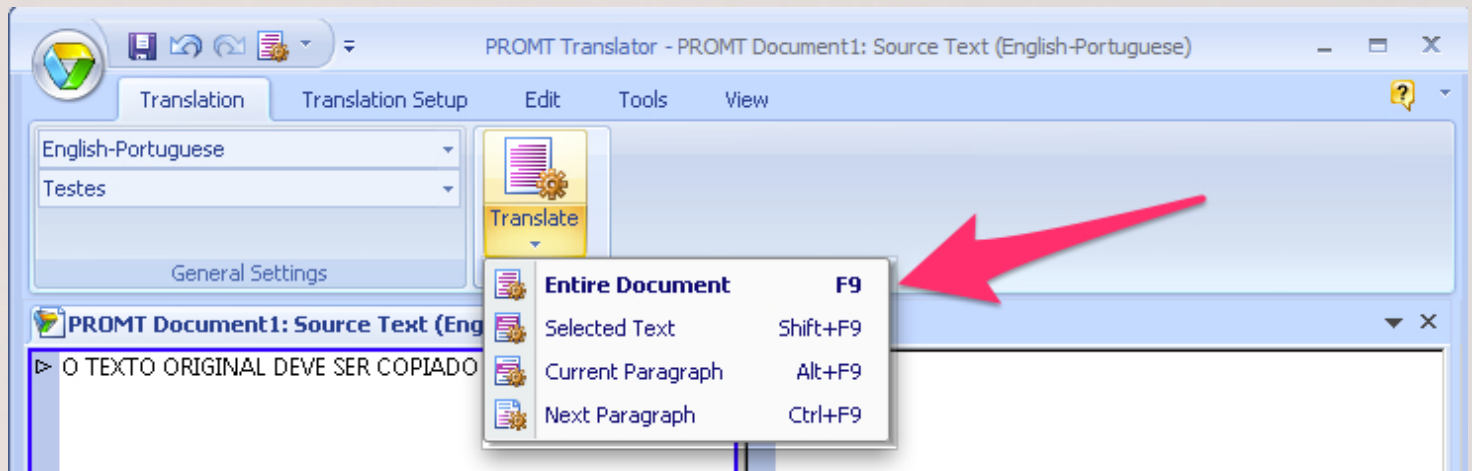 PROMT Translator - PROMT Document1: Source Text (English-Portuguese)
Translation Translation Setup Edit Tools View
English-Portuguese
Testes
Translate
General Settings
Entire Document F9
Selected Text Shift+F9
Current Paragraph Alt+F9
Next Paragraph Ctrl+F9
PROMT Document1: Source Text (Eng
O TEXTO ORIGINAL DEVE SER COPIADO